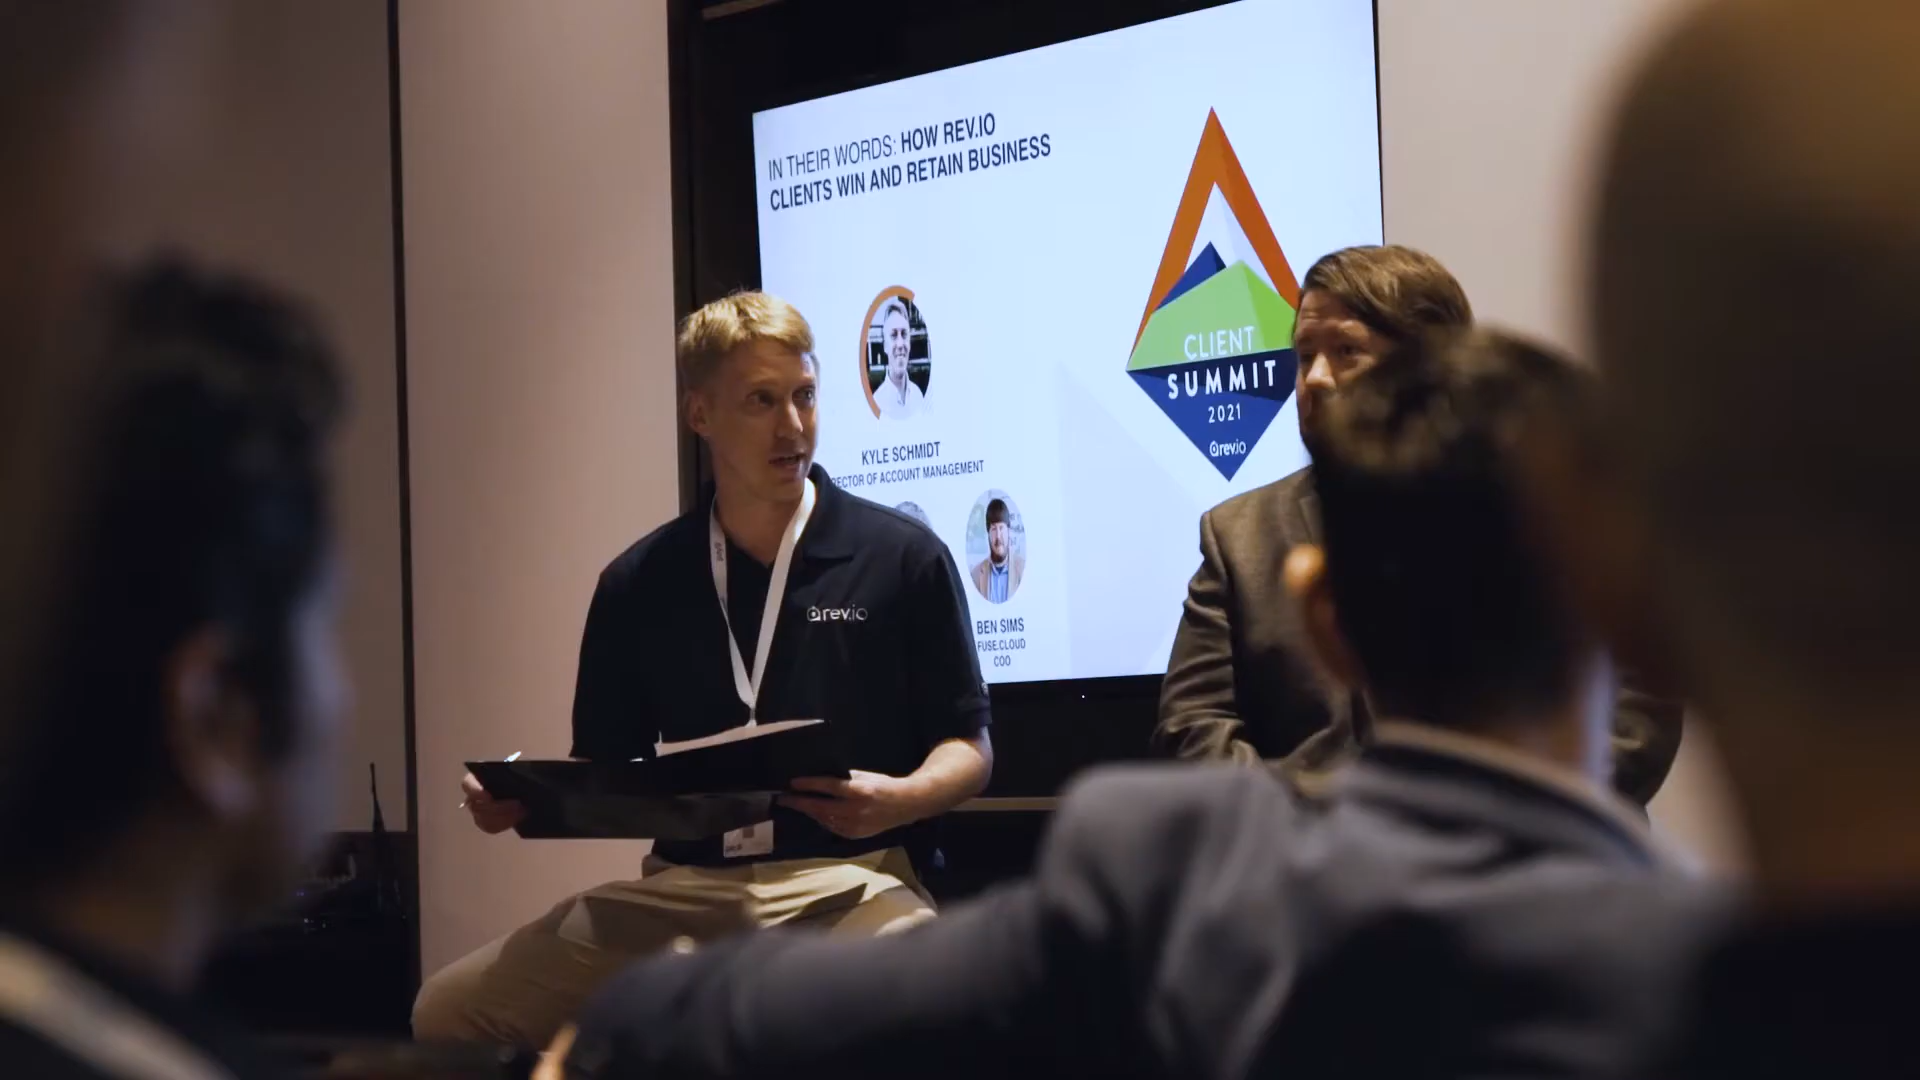 IN THEIR WORDS: HOW REV.IO
CLIENTS WIN AND RETAIN BUSINESS
KYLE SCHMIDT
OF ACCOUNT MANAGEMENT
BEN SIMS
FUSE.CLOUD
COO
CLIENT
SUMMIT
2021
rev.io
rev.io